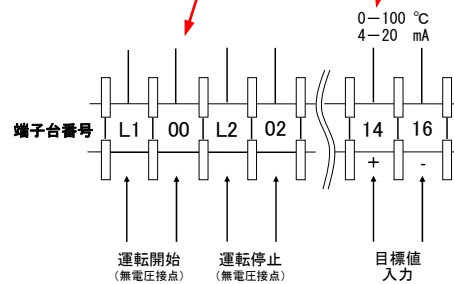 0－100 ℃
4－20 mA
端子台番号 L1 00 L2 02 14 16
+ -
運転開始 運転停止 目標値
(無電圧接点) (無電圧接点) 入力